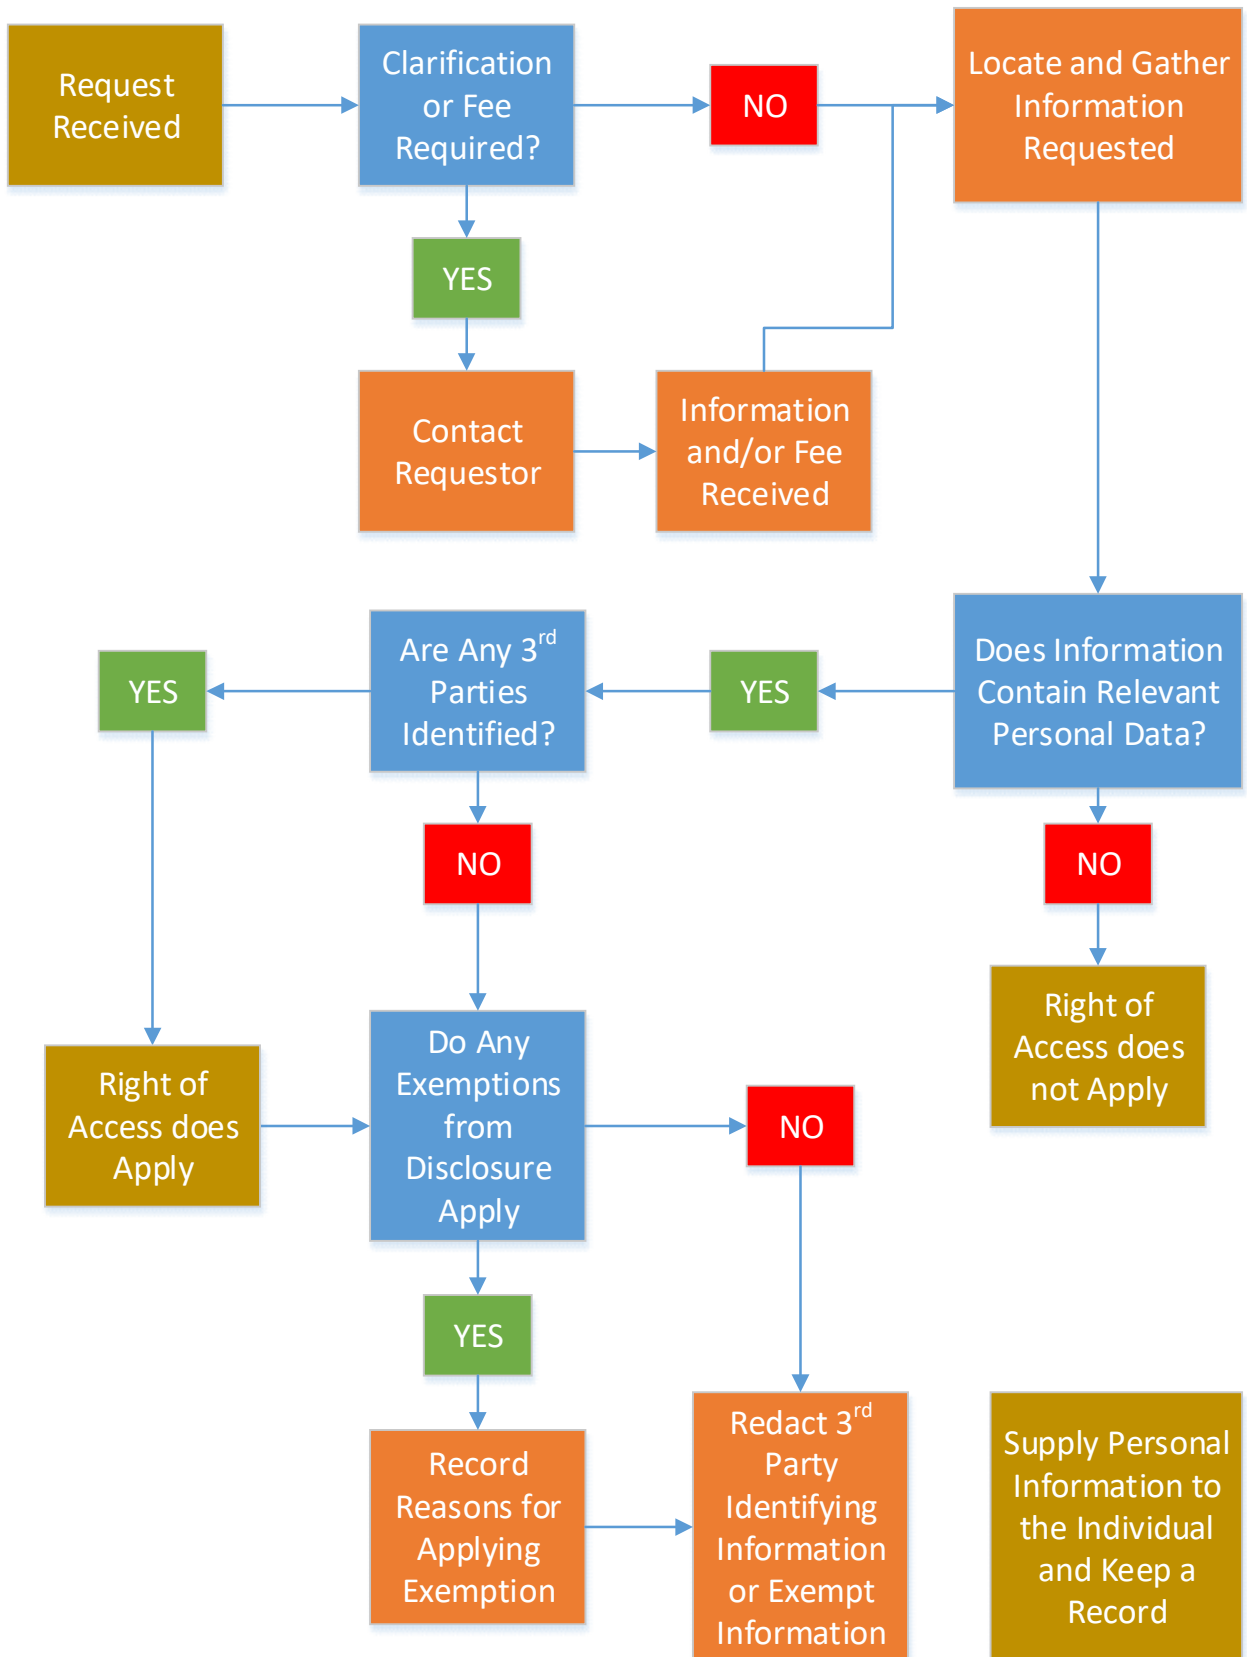 Request
Received
Clarification
or Fee
Required?
NO
Locate and Gather
Information
Requested
YES
Contact
Requestor
Information
and/or Fee
Received
Does Information
Contain Relevant
Personal Data?
YES
Are Any 3rd
Parties
Identified?
YES
NO
NO
Right of
Access does
not Apply
Right of
Access does
Apply
Do Any
Exemptions
from
Disclosure
Apply
NO
YES
Record
Reasons for
Applying
Exemption
Redact 3rd
Party
Identifying
Information
or Exempt
Information
Supply Personal
Information to
the Individual
and Keep a
Record